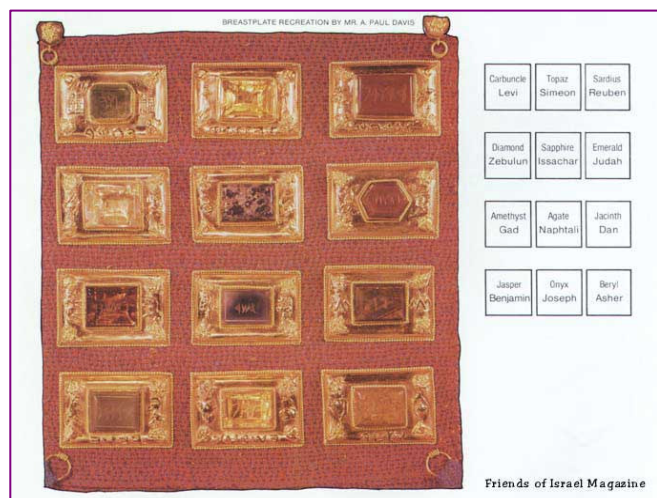 BREASTPLATE RECREATION BY MR. A. PAUL DAVIS
Carbuncle
Levi
Topaz
Simeon
Sardius
Reuben
Diamond
Zebulun
Sapphire
Issachar
Emerald
Judah
Amethyst
Gad
Agate
Naphtali
Jacinth
Dan
Jasper
Benjamin
Onyx
Joseph
Beryl
Asher
Friends of Israel Magazine